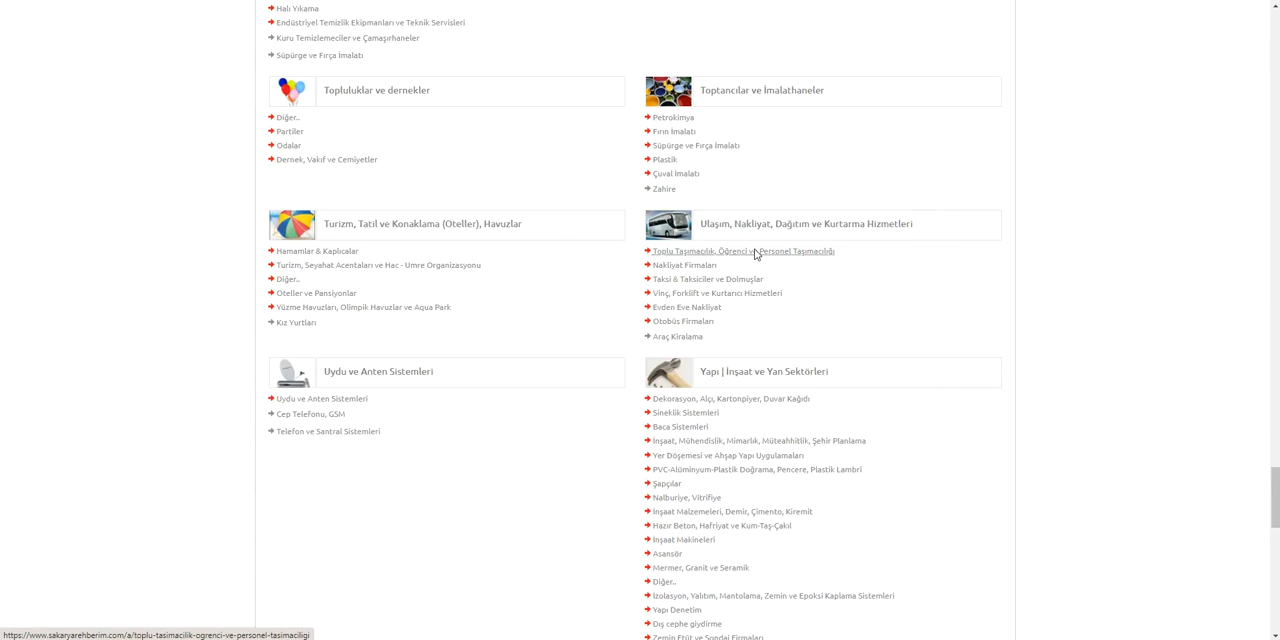 Halı Yıkama
Endüstriyel Temizlik Ekipmanları ve Teknik Servisleri
Kuru Temizlemeciler ve Çamaşırhaneler
Süpürge ve Fırça İmalatı
Topluluklar ve dernekler
Diğer..
Partiler
Odalar
Dernek, Vakıf ve Cemiyetler
Toptancılar ve İmalathaneler
Petrokimya
Fırın İmalatı
Süpürge ve Fırça İmalatı
Plastik
Çuval İmalatı
Zahire
Turizm, Tatil ve Konaklama (Oteller), Havuzlar
Hamamlar & Kaplıcalar
Turizm, Seyahat Acentaları ve Hac - Umre Organizasyonu
Diğer..
Oteller ve Pansiyonlar
Yüzme Havuzları, Olimpik Havuzlar ve Aqua Park
Kız Yurtları
Ulaşım, Nakliyat, Dağıtım ve Kurtarma Hizmetleri
Toplu Taşımacılık, Öğrenci ve Personel Taşımacılığı
Nakliyat Firmaları
Taksi & Taksiciler ve Dolmuşlar
Vinç, Forklift ve Kurtarıcı Hizmetleri
Evden Eve Nakliyat
Otobüs Firmaları
Araç Kiralama
Uydu ve Anten Sistemleri
Uydu ve Anten Sistemleri
Cep Telefonu, GSM
Telefon ve Santral Sistemleri
Yapı | İnşaat ve Yan Sektörleri
Dekorasyon, Alçı, Kartonpiyer, Duvar Kağıdı
Sineklik Sistemleri
Baca Sistemleri
İnşaat, Mühendislik, Mimarlık, Müteahhitlik, Şehir Planlama
Yer Döşemesi ve Ahşap Yapı Uygulamaları
PVC-Alüminyum-Plastik Doğrama, Pencere, Plastik Lambri
Şapçılar
Nalburiye, Vitrifiye
İnşaat Malzemeleri, Demir, Çimento, Kiremit
Hazır Beton, Hafriyat ve Kum-Taş-Çakıl
İnşaat Makineleri
Asansör
Mermer, Granit ve Seramik
Diğer..
İzolasyon, Yalıtım, Mantolama, Zemin ve Epoksi Kaplama Sistemleri
Yapı Denetim
Dış cephe giydirme
Zemin Etüt ve Sondaj Firmaları
https://www.sakaryarehberim.com/a/toplu-tasimacilik-ogrenci-ve-personel-tasimaciligi